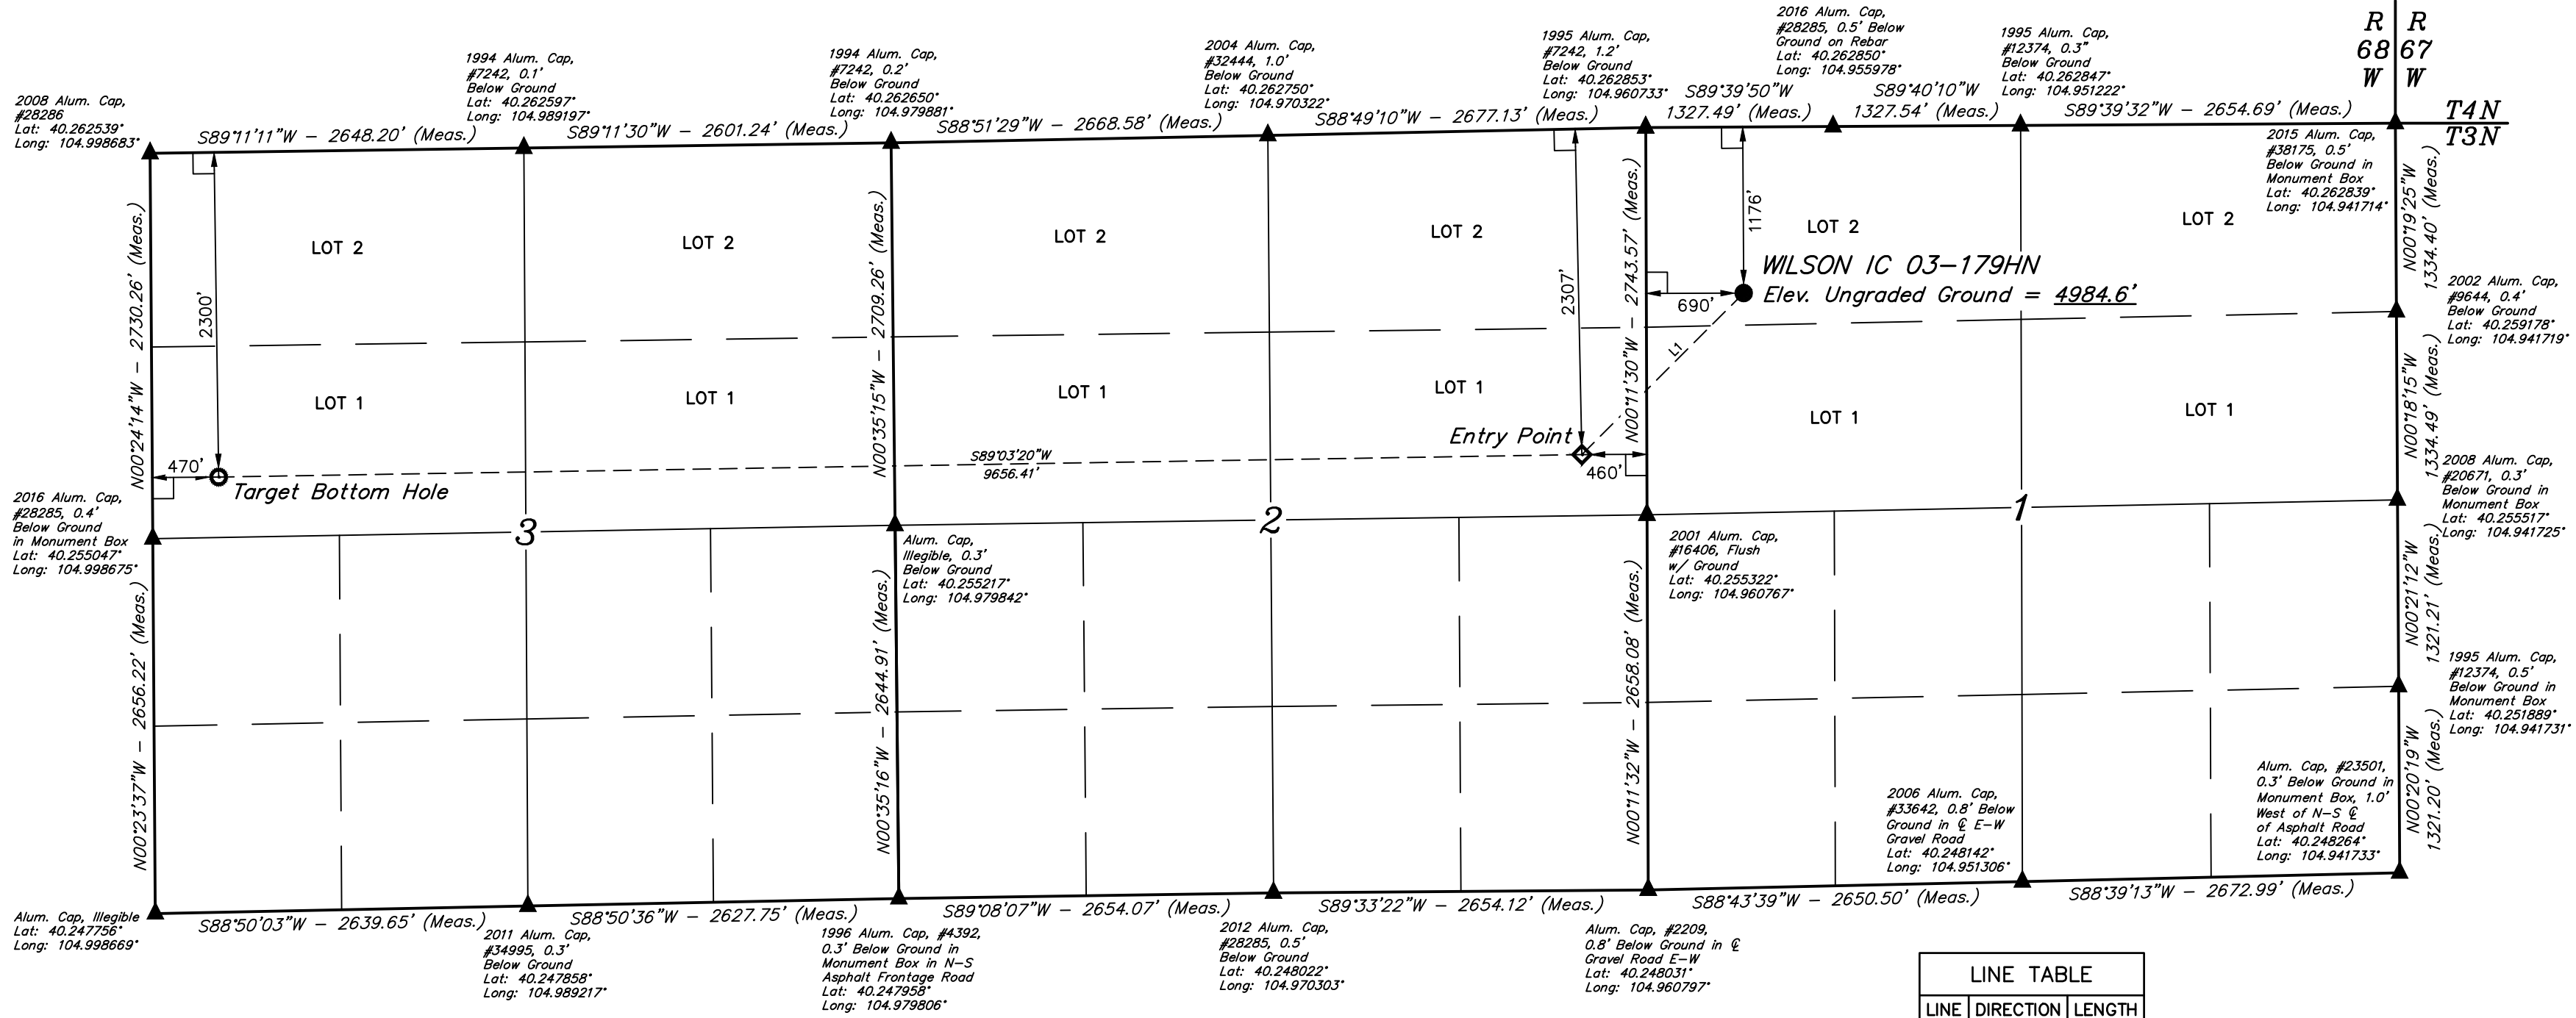 R R
68 67
W W
T4N
T3N
2008 Alum. Cap,
#28286
Lat: 40.262539°
Long: 104.998683°
1994 Alum. Cap,
#7242, 0.1'
Below Ground
Lat: 40.262597°
Long: 104.989197°
1994 Alum. Cap,
#7242, 0.2'
Below Ground
Lat: 40.262650°
Long: 104.979881°
2004 Alum. Cap,
#32444, 1.0'
Below Ground
Lat: 40.262750°
Long: 104.970322°
1995 Alum. Cap,
#7242, 1.2'
Below Ground
Lat: 40.262853°
Long: 104.960733°
2016 Alum. Cap,
#28285, 0.5' Below
Ground on Rebar
Lat: 40.262850°
Long: 104.955978°
1995 Alum. Cap,
#12374, 0.3"
Below Ground
Lat: 40.262847°
Long: 104.951222°
S89°11'11"W - 2648.20' (Meas.)
S89°11'30"W - 2601.24' (Meas.)
S88°51'29"W - 2668.58' (Meas.)
S88°49'10"W - 2677.13' (Meas.)
S89°39'50"W
1327.49' (Meas.)
S89°40'10"W
1327.54' (Meas.)
S89°39'32"W - 2654.69' (Meas.)
2015 Alum. Cap,
#38175, 0.5'
Below Ground in
Monument Box
Lat: 40.262839°
Long: 104.941714°
N00°24'14"W - 2730.26' (Meas.)
2300'
LOT 2
LOT 2
N00°35'15"W - 2709.26' (Meas.)
LOT 2
LOT 2
2307'
N00°11'30"W - 2743.57' (Meas.)
1176'
LOT 2
LOT 2
N00°19'25"W
1334.40' (Meas.)
WILSON IC 03-179HN
Elev. Ungraded Ground = 4984.6'
690'
L1
2002 Alum. Cap,
#9644, 0.4'
Below Ground
Lat: 40.259178°
Long: 104.941719°
LOT 1
LOT 1
LOT 1
LOT 1
LOT 1
LOT 1
N00°18'15"W
1334.49' (Meas.)
Entry Point
460'
S89°03'20"W
9656.41'
470'
Target Bottom Hole
2016 Alum. Cap,
#28285, 0.4'
Below Ground
in Monument Box
Lat: 40.255047°
Long: 104.998675°
3
2
1
2008 Alum. Cap,
#20671, 0.3'
Below Ground in
Monument Box
Lat: 40.255517°
Long: 104.941725°
Alum. Cap,
Illegible, 0.3'
Below Ground
Lat: 40.255217°
Long: 104.979842°
2001 Alum. Cap,
#16406, Flush
w/ Ground
Lat: 40.255322°
Long: 104.960767°
N00°23'37"W - 2656.22' (Meas.)
N00°35'16"W - 2644.91' (Meas.)
N00°11'32"W - 2658.08' (Meas.)
N00°21'12"W
1321.21' (Meas.)
1995 Alum. Cap,
#12374, 0.5'
Below Ground in
Monument Box
Lat: 40.251889°
Long: 104.941731°
N00°20'19"W
1321.20' (Meas.)
2006 Alum. Cap,
#33642, 0.8' Below
Ground in ℄ E-W
Gravel Road
Lat: 40.248142°
Long: 104.951306°
Alum. Cap, #23501,
0.3' Below Ground in
Monument Box, 1.0'
West of N-S ℄
of Asphalt Road
Lat: 40.248264°
Long: 104.941733°
Alum. Cap, Illegible
Lat: 40.247756°
Long: 104.998669°
S88°50'03"W - 2639.65' (Meas.)
S88°50'36"W - 2627.75' (Meas.)
S89°08'07"W - 2654.07' (Meas.)
S89°33'22"W - 2654.12' (Meas.)
S88°43'39"W - 2650.50' (Meas.)
S88°39'13"W - 2672.99' (Meas.)
2011 Alum. Cap,
#34995, 0.3'
Below Ground
Lat: 40.247858°
Long: 104.989217°
1996 Alum. Cap, #4392,
0.3' Below Ground in
Monument Box in N-S
Asphalt Frontage Road
Lat: 40.247958°
Long: 104.979806°
2012 Alum. Cap,
#28285, 0.5'
Below Ground
Lat: 40.248022°
Long: 104.970303°
Alum. Cap, #2209,
0.8' Below Ground in ℄
Gravel Road E-W
Lat: 40.248031°
Long: 104.960797°
LINE TABLE
LINE DIRECTION LENGTH